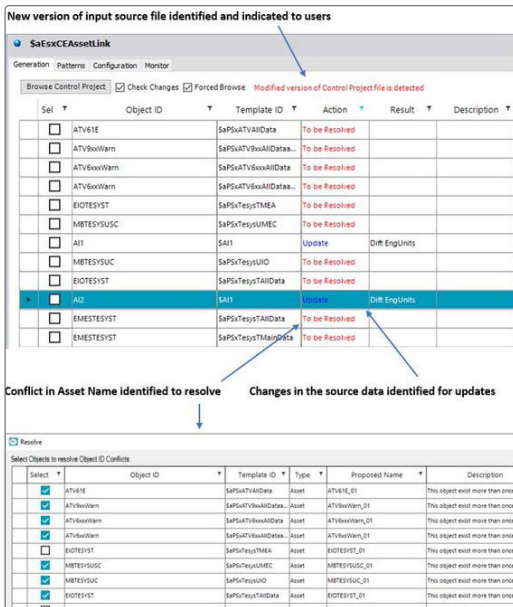 New version of input source file identified and indicated to users
$aEsxCEAssetLink
Generation Patterns Configuration Monitor
Browse Control Project Check Changes Forced Browse Modified version of Control Project file is detected
Sel Object ID Template ID Action Result Description
ATV61E $aPSxATVAllData To be Resolved
ATV9xxWarn $aPSxATV9xxAllDataa... To be Resolved
ATV6xxxWarn $aPSxATV6xxxAllData To be Resolved
ATV6xxWarn $aPSxATV6xxAllDataa... To be Resolved
EIOTESYST $aPSxTesysTMEA To be Resolved
MBTESYSUSC $aPSxTesysUMEC To be Resolved
AI1 $AI1 Update Diff: EngUnits
MBTESYSUC $aPSxTesysUIO To be Resolved
EIOTESYST $aPSxTesysTAllData To be Resolved
AI2 $AI1 Update Diff: EngUnits
EMESTESYST $aPSxTesysTAllData To be Resolved
EMESTESYST $aPSxTesysTMainData To be Resolved
Conflict in Asset Name identified to resolve Changes in the source data identified for updates
Resolve
Select Objects to resolve Object ID Conflicts
Select Object ID Template ID Type Proposed Name Description
ATV61E $aPSxATVAllData Asset ATV61E_01 This object exist more than once
ATV9xxWarn $aPSxATV9xxAllDataa... Asset ATV9xxWarn_01 This object exist more than once
ATV6xxxWarn $aPSxATV6xxxAllData Asset ATV6xxxWarn_01 This object exist more than once
ATV6xxWarn $aPSxATV6xxAllDataa... Asset ATV6xxWarn_01 This object exist more than once
EIOTESYST $aPSxTesysTMEA Asset EIOTESYST_01 This object exist more than once
MBTESYSUSC $aPSxTesysUMEC Asset MBTESYSUSC_01 This object exist more than once
MBTESYSUC $aPSxTesysUIO Asset MBTESYSUC_01 This object exist more than once
EIOTESYST $aPSxTesysTAllData Asset EIOTESYST_01 This object exist more than once